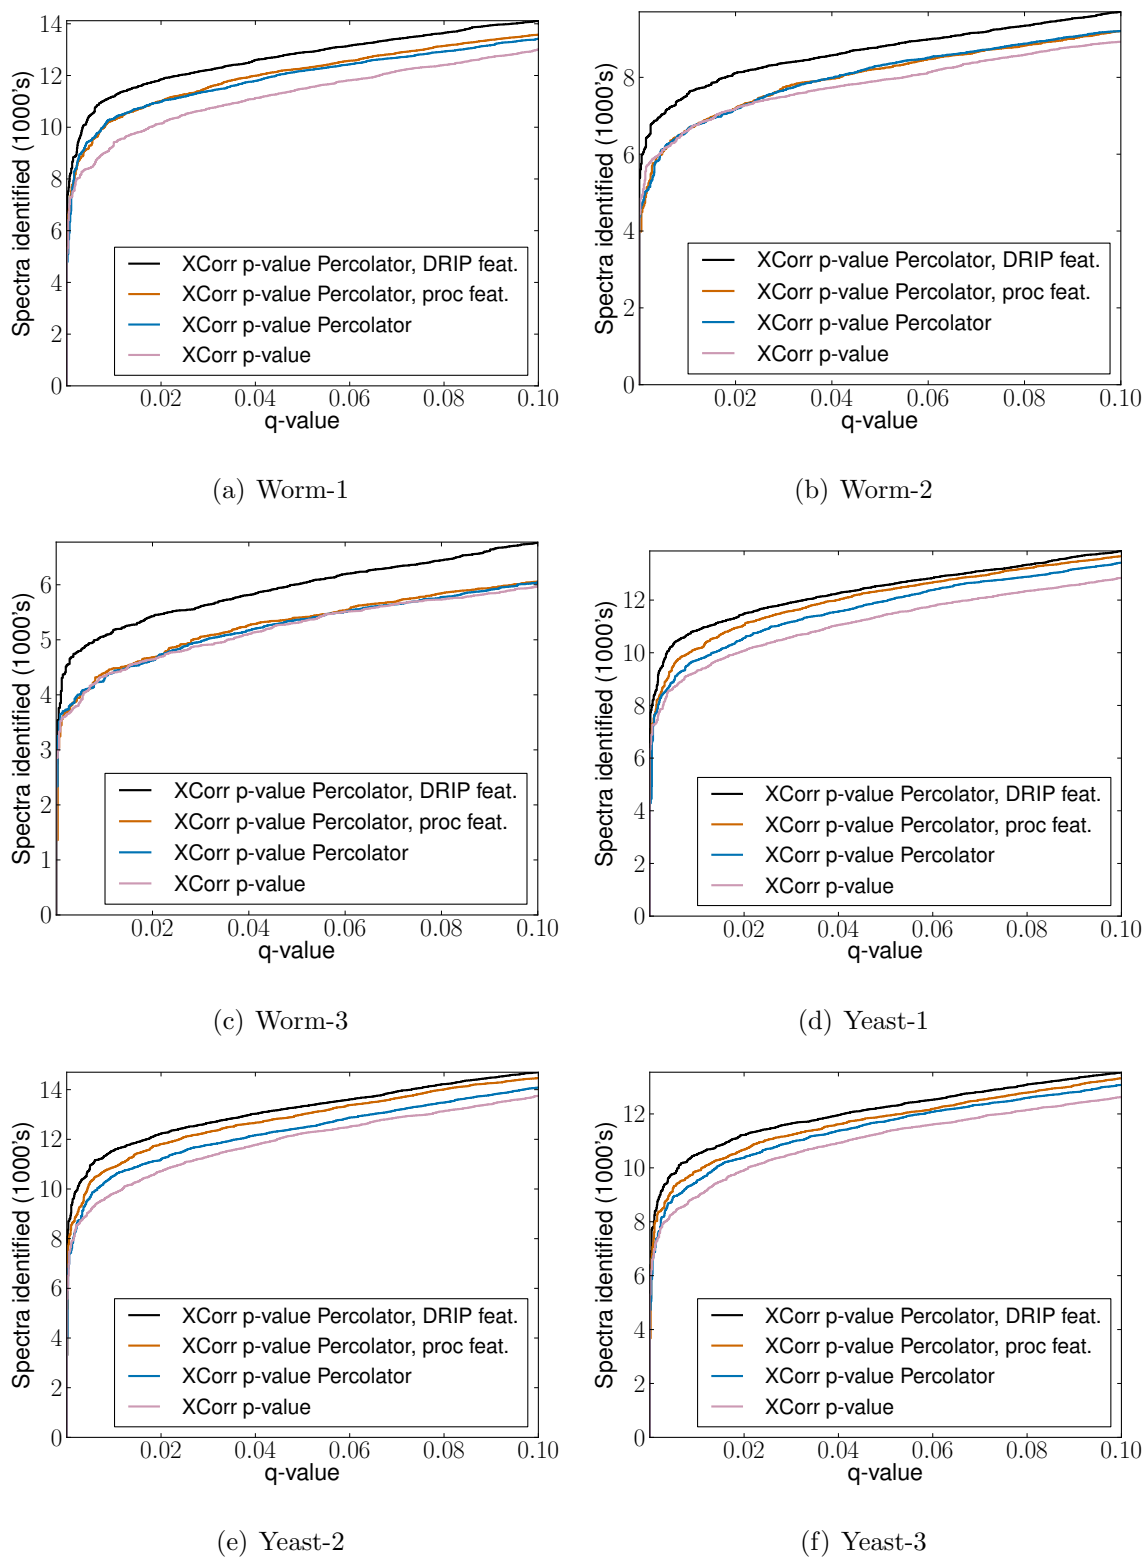 Spectra identified (1000's)
14
12
10
8
6
4
2
0
XCorr p-value Percolator, DRIP feat.
XCorr p-value Percolator, proc feat.
XCorr p-value Percolator
XCorr p-value
0.02 0.04 0.06 0.08 0.10
q-value
(a) Worm-1
Spectra identified (1000's)
8
6
4
2
0
XCorr p-value Percolator, DRIP feat.
XCorr p-value Percolator, proc feat.
XCorr p-value Percolator
XCorr p-value
0.02 0.04 0.06 0.08 0.10
q-value
(b) Worm-2
Spectra identified (1000's)
6
5
4
3
2
1
0
XCorr p-value Percolator, DRIP feat.
XCorr p-value Percolator, proc feat.
XCorr p-value Percolator
XCorr p-value
0.02 0.04 0.06 0.08 0.10
q-value
(c) Worm-3
Spectra identified (1000's)
12
10
8
6
4
2
0
XCorr p-value Percolator, DRIP feat.
XCorr p-value Percolator, proc feat.
XCorr p-value Percolator
XCorr p-value
0.02 0.04 0.06 0.08 0.10
q-value
(d) Yeast-1
Spectra identified (1000's)
14
12
10
8
6
4
2
0
XCorr p-value Percolator, DRIP feat.
XCorr p-value Percolator, proc feat.
XCorr p-value Percolator
XCorr p-value
0.02 0.04 0.06 0.08 0.10
q-value
(e) Yeast-2
Spectra identified (1000's)
12
10
8
6
4
2
0
XCorr p-value Percolator, DRIP feat.
XCorr p-value Percolator, proc feat.
XCorr p-value Percolator
XCorr p-value
0.02 0.04 0.06 0.08 0.10
q-value
(f) Yeast-3